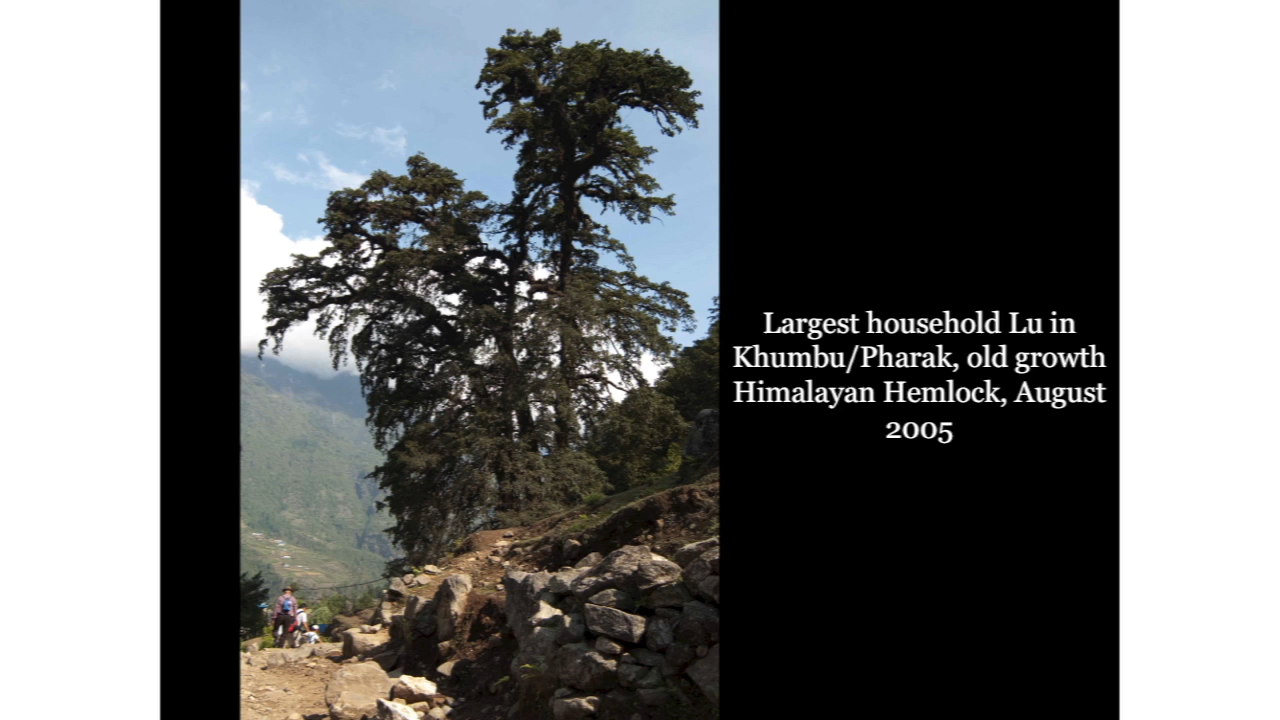 Largest household Lu in
Khumbu/Pharak, old growth
Himalayan Hemlock, August
2005